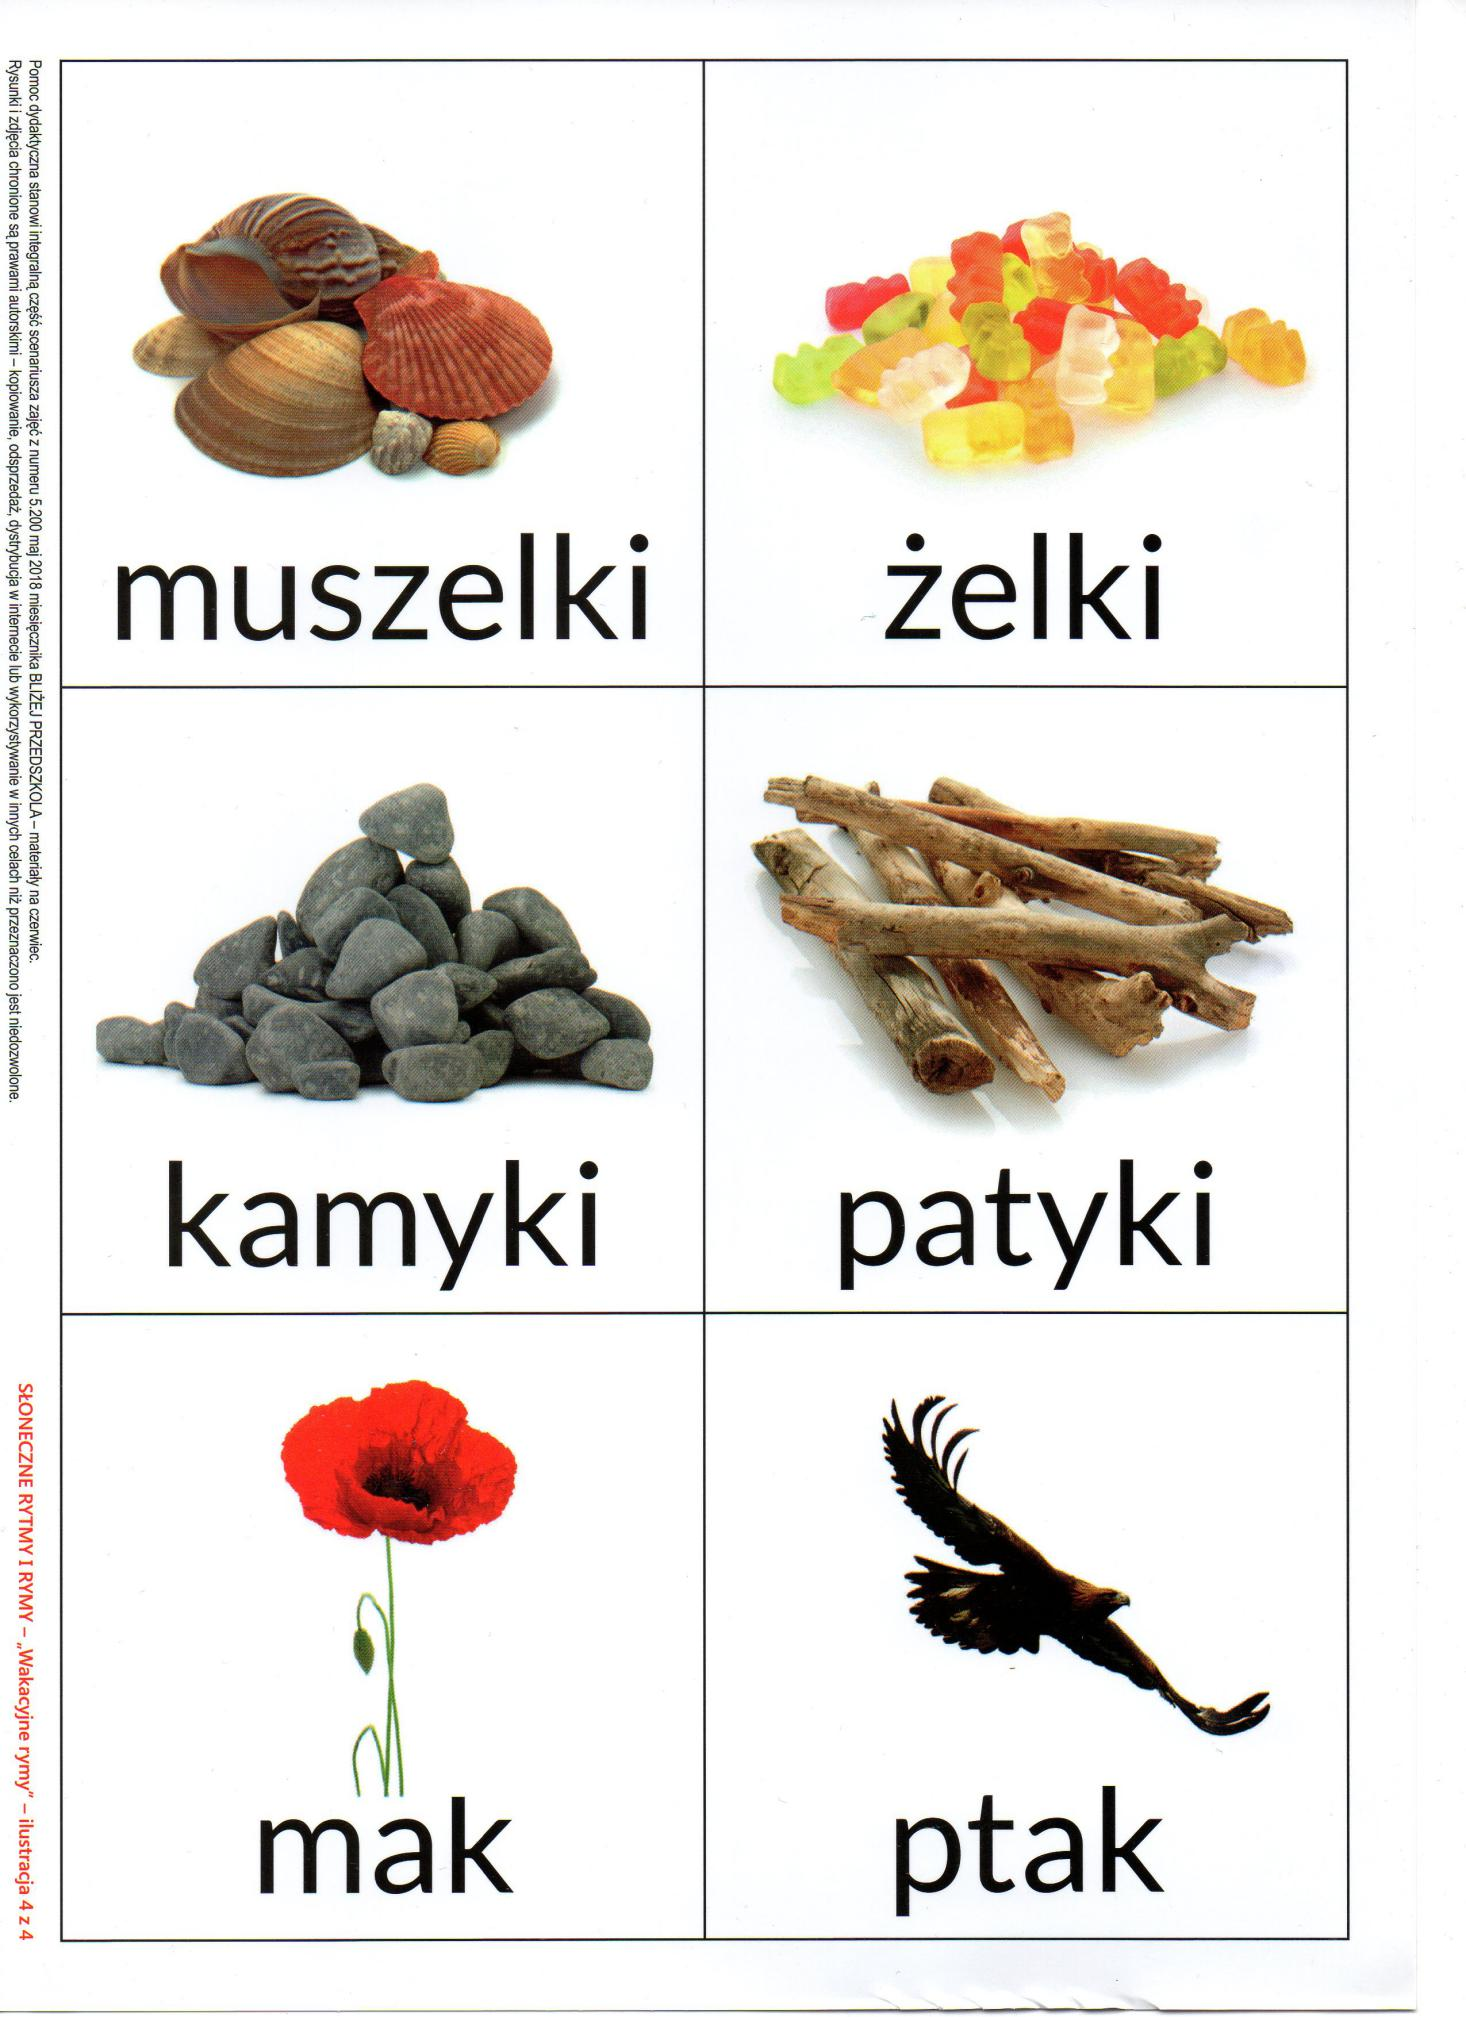 muszelki
żelki
kamyki
patyki
mak
ptak
Pomoc dydaktyczna stanowi integralną część scenariusza zajęć z numeru 5.200 maj 2018 miesięcznika BLIŻEJ PRZEDSZKOLA – materiały na czerwiec.
Rysunki i zdjęcia chronione są prawami autorskimi – kopiowanie, odsprzedaż, dystrybucja w internecie lub wykorzystywanie w innych celach niż przeznaczono jest niedozwolone.
SŁONECZNE RYTMY I RYMY – „Wakacyjne rymy” – ilustracja 4 z 4